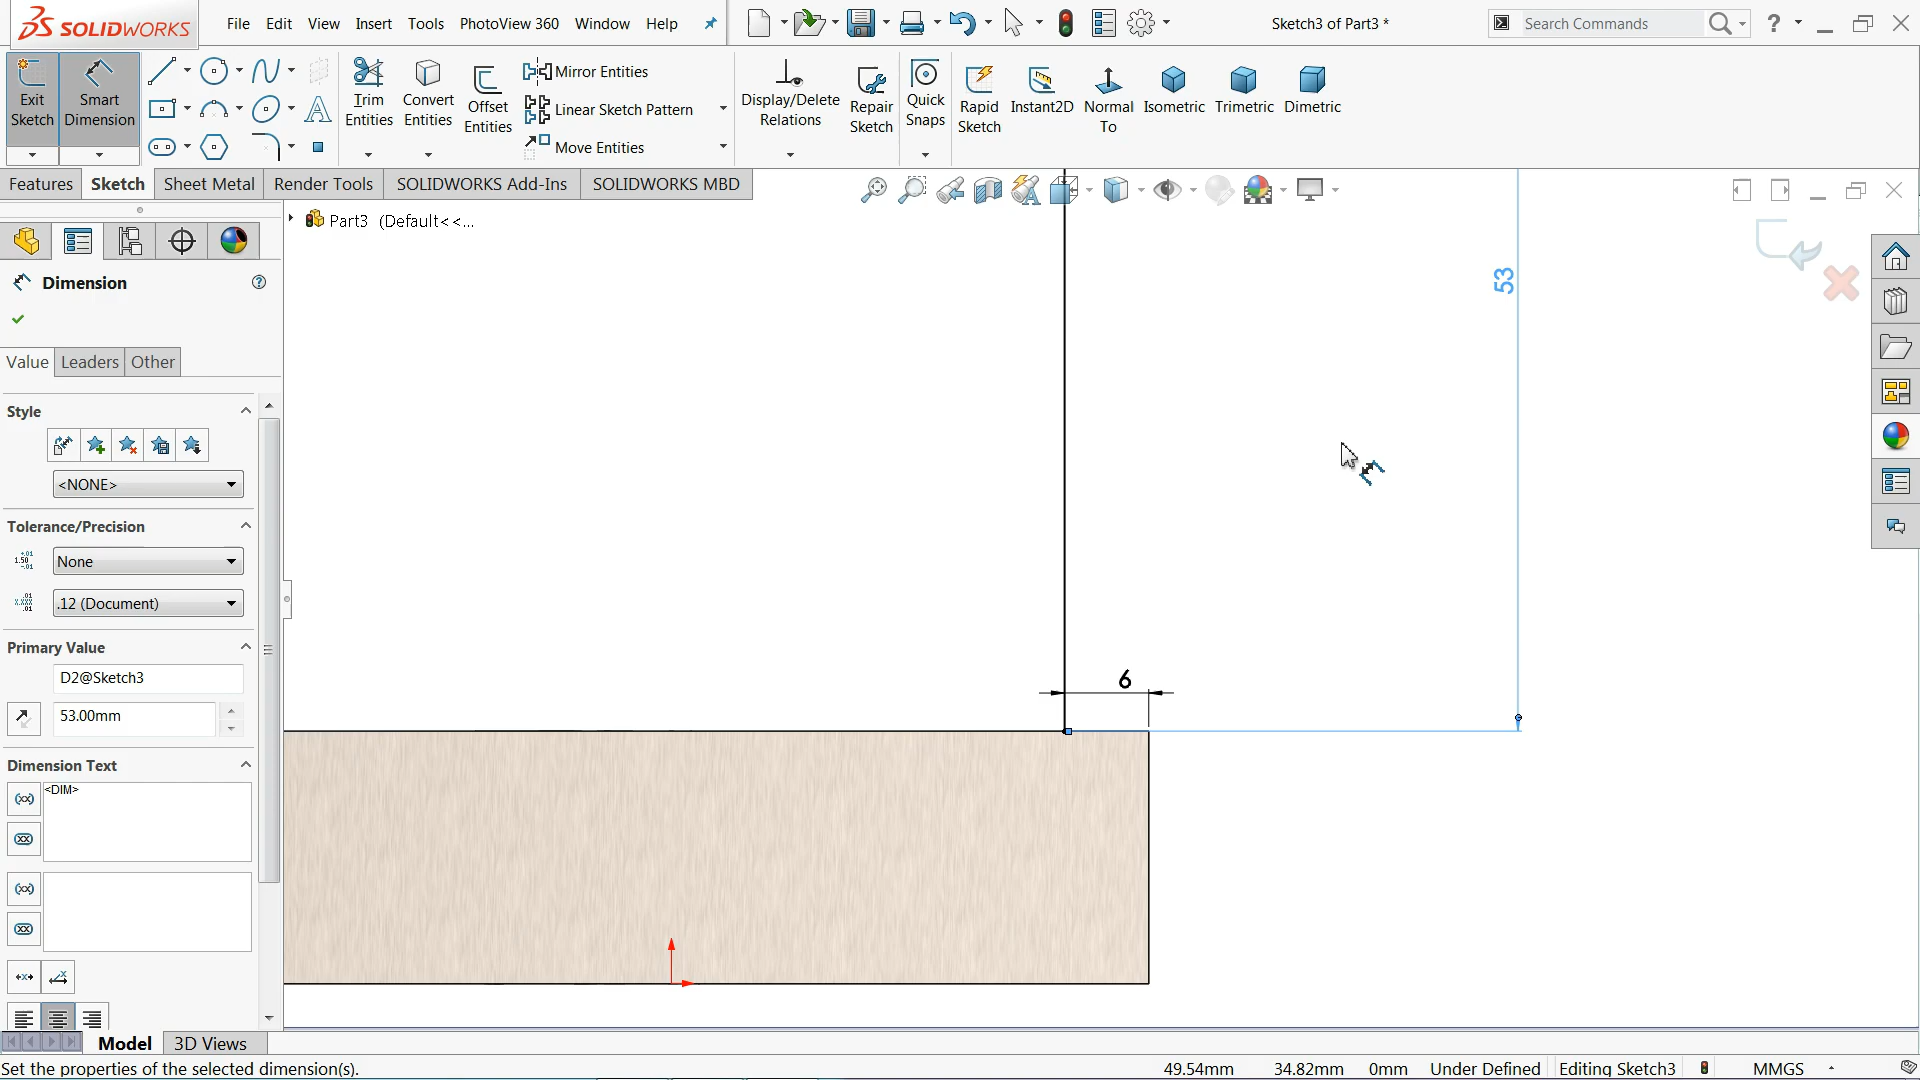 SOLIDWORKS
File Edit View Insert Tools PhotoView 360 Window Help
Sketch3 of Part3 *
Search Commands
?
Exit Sketch
Smart Dimension
Trim Entities
Convert Entities
Offset Entities
Mirror Entities
Linear Sketch Pattern
Move Entities
Display/Delete Relations
Repair Sketch
Quick Snaps
Rapid Sketch
Instant2D
Normal To
Isometric
Trimetric
Dimetric
Features Sketch Sheet Metal Render Tools SOLIDWORKS Add-Ins SOLIDWORKS MBD
Part3 (Default<<...
Dimension
Value Leaders Other
Style
<NONE>
Tolerance/Precision
None
.12 (Document)
Primary Value
D2@Sketch3
53.00mm
Dimension Text
<DIM>
53
6
Model 3D Views
Set the properties of the selected dimension(s).
49.54mm 34.82mm 0mm Under Defined Editing Sketch3 MMGS